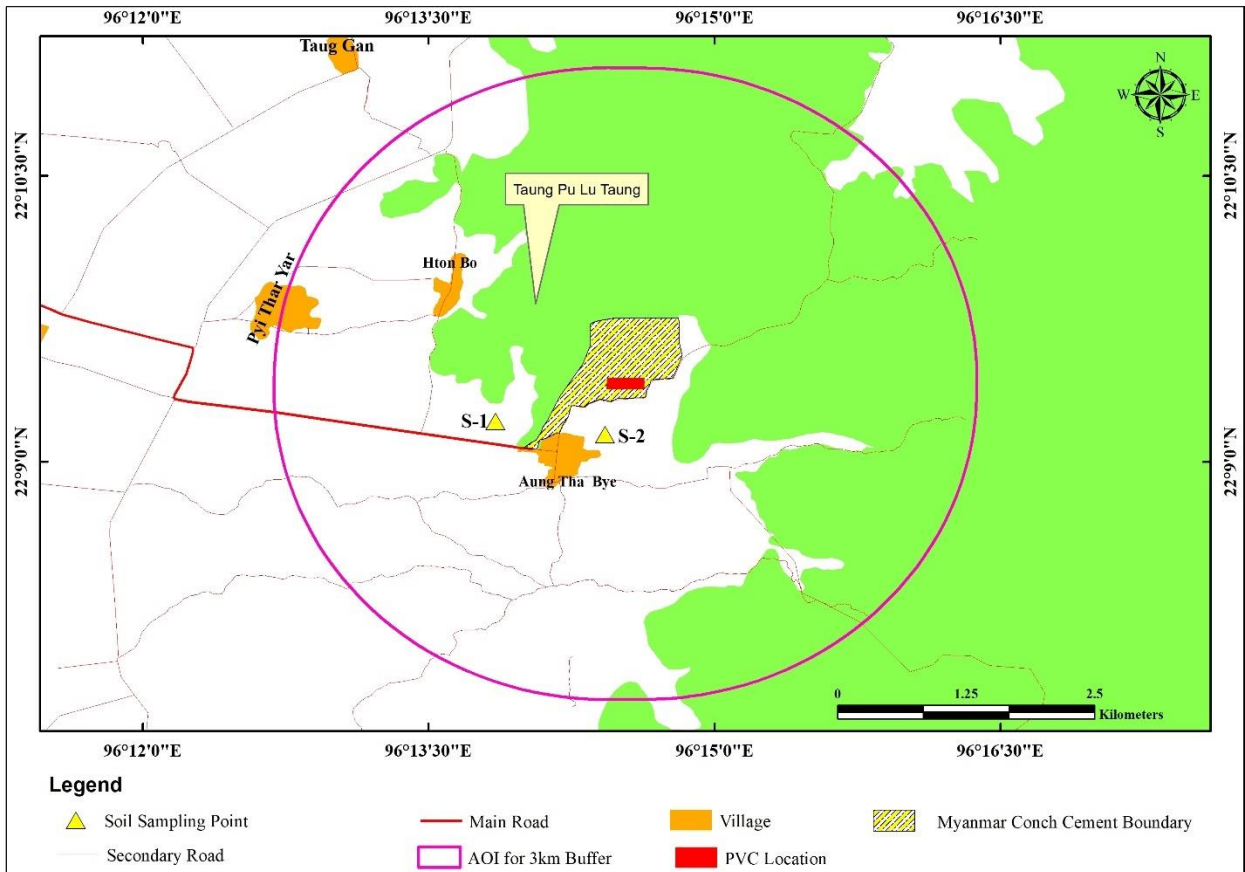 96°12'0"E 96°13'30"E 96°15'0"E 96°16'30"E
Taug Gan
N
W E
S
22°10'30"N 22°10'30"N
Taung Pu Lu Taung
Hton Bo
Pyi Thar Yar
S-1
S-2
22°9'0"N 22°9'0"N
Aung Tha Bye
0 1.25 2.5
Kilometers
96°12'0"E 96°13'30"E 96°15'0"E 96°16'30"E
Legend
Soil Sampling Point Main Road Village Myanmar Conch Cement Boundary
Secondary Road AOI for 3km Buffer PVC Location